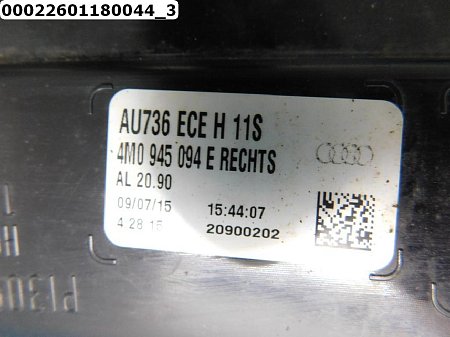 00022601180044_3
AU736 ECE H 11S
4M0 945 094 E RECHTS
AL 20.90
09/07/15 15:44:07
4 28 15 20900202